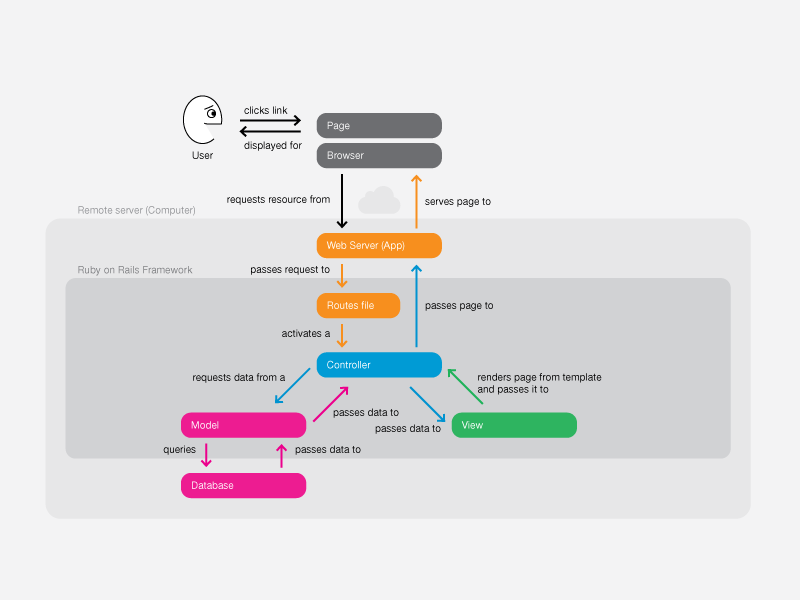 clicks link
Page
displayed for
User
Browser
requests resource from
serves page to
Remote server (Computer)
Web Server (App)
Ruby on Rails Framework
passes request to
Routes file
passes page to
activates a
Controller
requests data from a
renders page from template
and passes it to
passes data to
passes data to
Model
View
queries
passes data to
Database